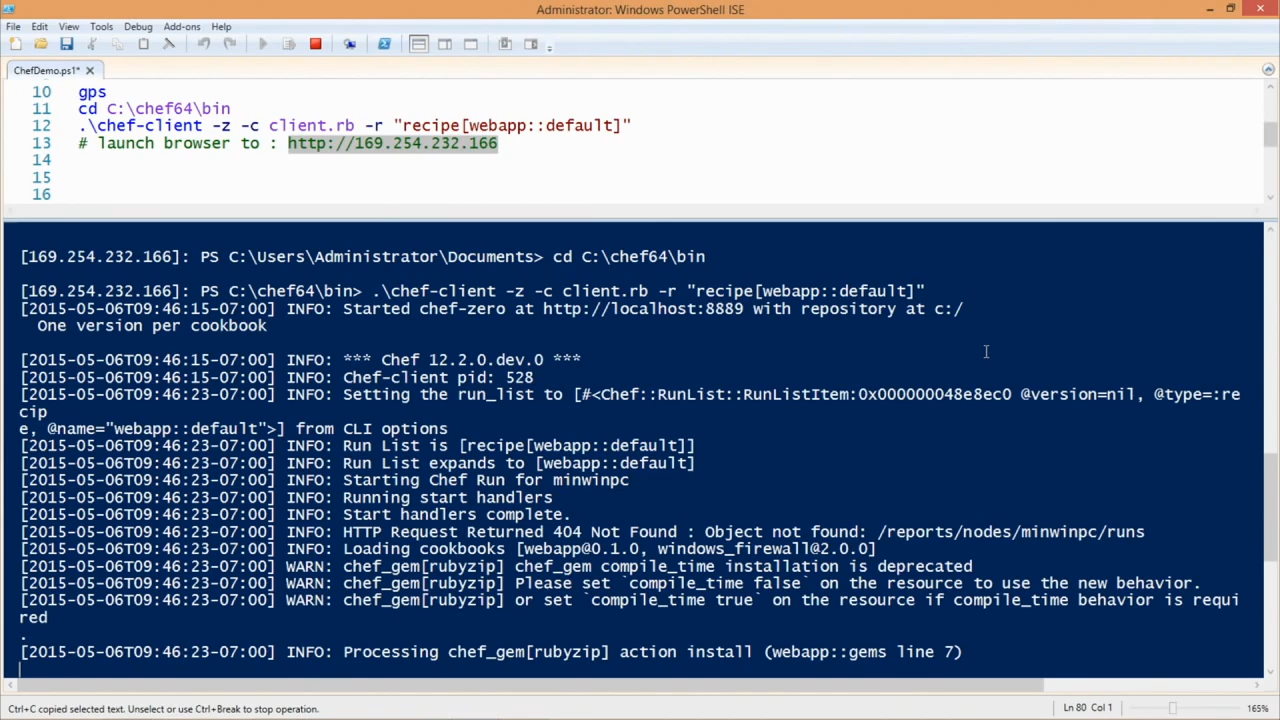 Administrator: Windows PowerShell ISE
File Edit View Tools Debug Add-ons Help
ChefDemo.ps1*
10 gps
11 cd C:\chef64\bin
12 .\chef-client -z -c client.rb -r "recipe[webapp::default]"
13 # launch browser to : http://169.254.232.166
14
15
16
[169.254.232.166]: PS C:\Users\Administrator\Documents> cd C:\chef64\bin
[169.254.232.166]: PS C:\chef64\bin> .\chef-client -z -c client.rb -r "recipe[webapp::default]"
[2015-05-06T09:46:15-07:00] INFO: Started chef-zero at http://localhost:8889 with repository at c:/
One version per cookbook
[2015-05-06T09:46:15-07:00] INFO: *** Chef 12.2.0.dev.0 ***
[2015-05-06T09:46:15-07:00] INFO: Chef-client pid: 528
[2015-05-06T09:46:23-07:00] INFO: Setting the run_list to [#<Chef::RunList::RunListItem:0x000000048e8ec0 @version=nil, @type=:re
cip
e, @name="webapp::default">] from CLI options
[2015-05-06T09:46:23-07:00] INFO: Run List is [recipe[webapp::default]]
[2015-05-06T09:46:23-07:00] INFO: Run List expands to [webapp::default]
[2015-05-06T09:46:23-07:00] INFO: Starting Chef Run for minwinpc
[2015-05-06T09:46:23-07:00] INFO: Running start handlers
[2015-05-06T09:46:23-07:00] INFO: Start handlers complete.
[2015-05-06T09:46:23-07:00] INFO: HTTP Request Returned 404 Not Found : Object not found: /reports/nodes/minwinpc/runs
[2015-05-06T09:46:23-07:00] INFO: Loading cookbooks [webapp@0.1.0, windows_firewall@2.0.0]
[2015-05-06T09:46:23-07:00] WARN: chef_gem[rubyzip] chef_gem compile_time installation is deprecated
[2015-05-06T09:46:23-07:00] WARN: chef_gem[rubyzip] Please set `compile_time false` on the resource to use the new behavior.
[2015-05-06T09:46:23-07:00] WARN: chef_gem[rubyzip] or set `compile_time true` on the resource if compile_time behavior is requi
red
.
[2015-05-06T09:46:23-07:00] INFO: Processing chef_gem[rubyzip] action install (webapp::gems line 7)
Ctrl+C copied selected text. Unselect or use Ctrl+Break to stop operation. Ln 80 Col 1 165%